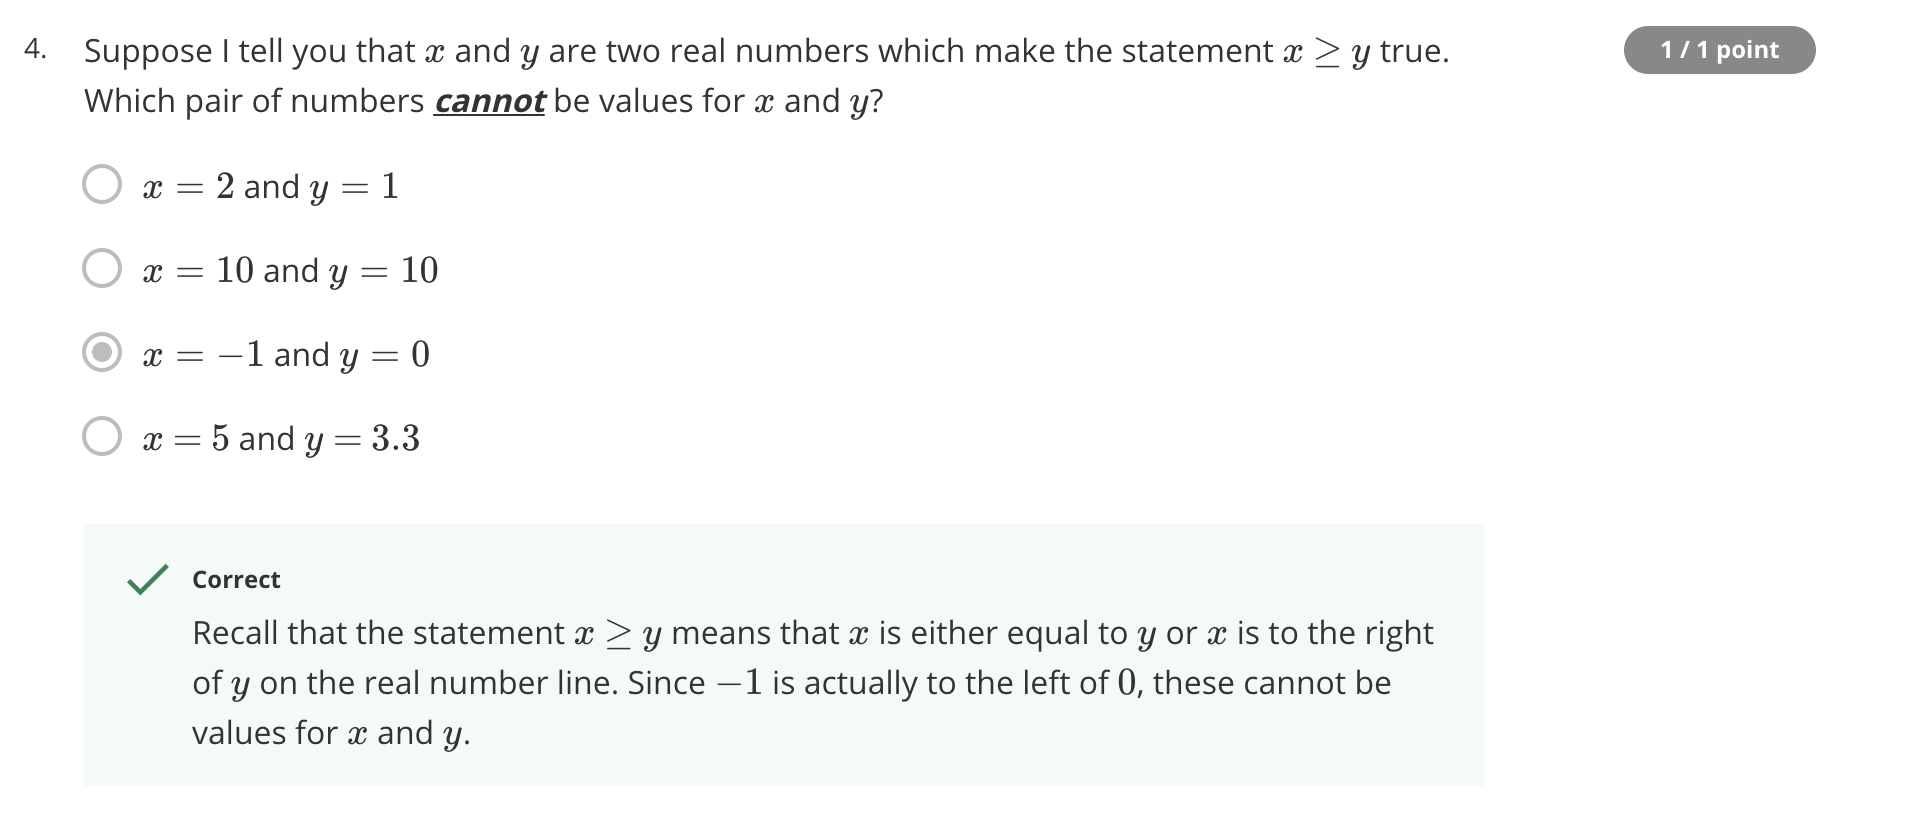 4. Suppose I tell you that x and y are two real numbers which make the statement x ≥ y true. 1 / 1 point
Which pair of numbers cannot be values for x and y?
x = 2 and y = 1
x = 10 and y = 10
x = −1 and y = 0
x = 5 and y = 3.3
Correct
Recall that the statement x ≥ y means that x is either equal to y or x is to the right
of y on the real number line. Since −1 is actually to the left of 0, these cannot be
values for x and y.